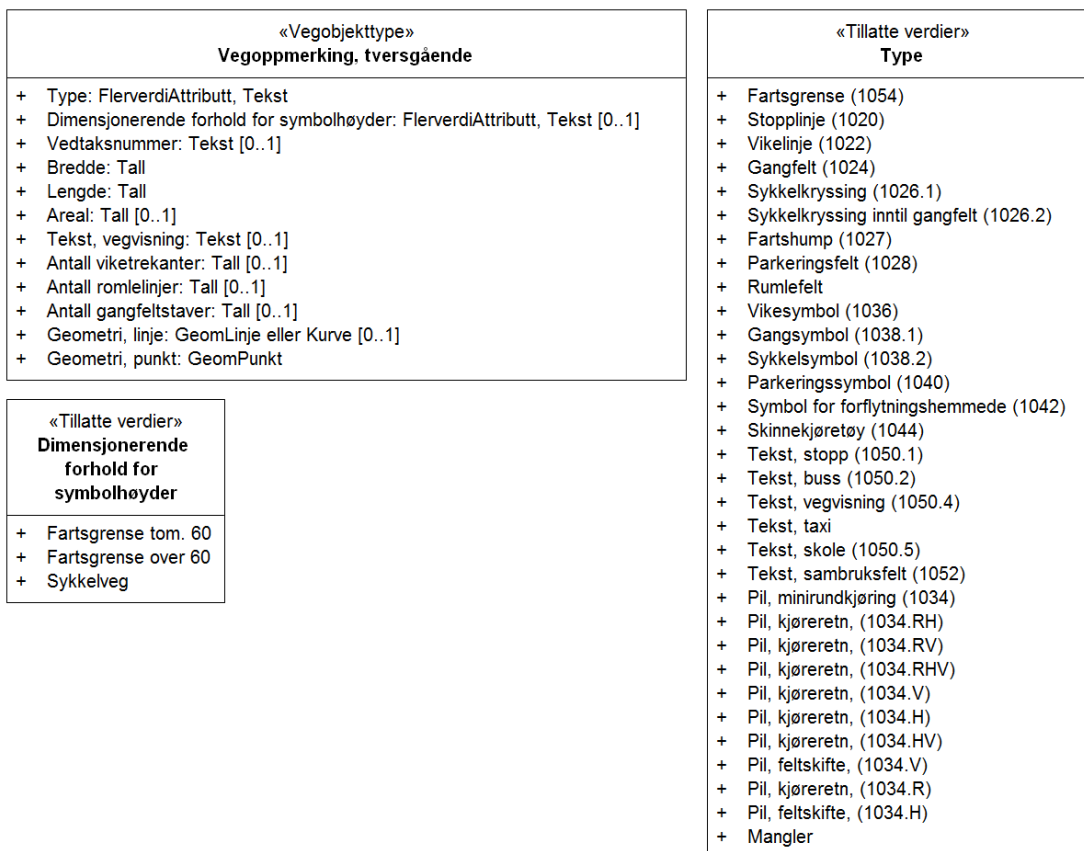 «Vegobjekttype»
Vegoppmerking, tversgående
+ Type: FlerverdiAttributt, Tekst
+ Dimensjonerende forhold for symbolhøyder: FlerverdiAttributt, Tekst [0..1]
+ Vedtaksnummer: Tekst [0..1]
+ Bredde: Tall
+ Lengde: Tall
+ Areal: Tall [0..1]
+ Tekst, vegvisning: Tekst [0..1]
+ Antall viketrekanter: Tall [0..1]
+ Antall romlelinjer: Tall [0..1]
+ Antall gangfeltstaver: Tall [0..1]
+ Geometri, linje: GeomLinje eller Kurve [0..1]
+ Geometri, punkt: GeomPunkt
«Tillatte verdier»
Dimensjonerende
forhold for
symbolhøyder
+ Fartsgrense tom. 60
+ Fartsgrense over 60
+ Sykkelveg
«Tillatte verdier»
Type
+ Fartsgrense (1054)
+ Stopplinje (1020)
+ Vikelinje (1022)
+ Gangfelt (1024)
+ Sykkelkryssing (1026.1)
+ Sykkelkryssing inntil gangfelt (1026.2)
+ Fartshump (1027)
+ Parkeringsfelt (1028)
+ Rumlefelt
+ Vikesymbol (1036)
+ Gangsymbol (1038.1)
+ Sykkelsymbol (1038.2)
+ Parkeringssymbol (1040)
+ Symbol for forflytningshemmede (1042)
+ Skinnekjøretøy (1044)
+ Tekst, stopp (1050.1)
+ Tekst, buss (1050.2)
+ Tekst, vegvisning (1050.4)
+ Tekst, taxi
+ Tekst, skole (1050.5)
+ Tekst, sambruksfelt (1052)
+ Pil, minirundkjøring (1034)
+ Pil, kjøreretn, (1034.RH)
+ Pil, kjøreretn, (1034.RV)
+ Pil, kjøreretn, (1034.RHV)
+ Pil, kjøreretn, (1034.V)
+ Pil, kjøreretn, (1034.H)
+ Pil, kjøreretn, (1034.HV)
+ Pil, feltskifte, (1034.V)
+ Pil, kjøreretn, (1034.R)
+ Pil, feltskifte, (1034.H)
+ Mangler